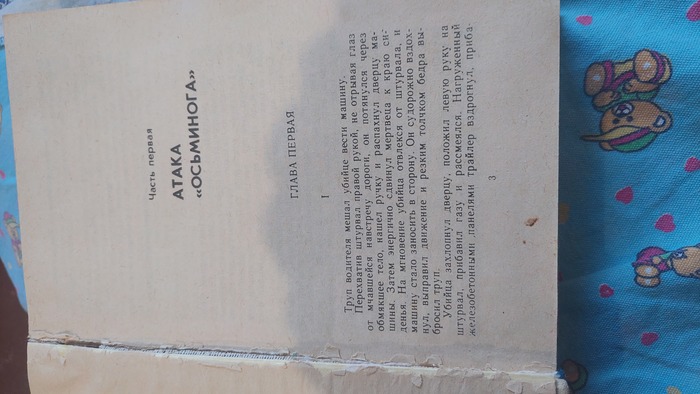 Часть первая
АТАКА
«ОСЬМИНОГА»
ГЛАВА ПЕРВАЯ
I
Труп водителя мешал убийце вести машину.
Перехватив штурвал правой рукой, не отрывая глаз
от мчавшейся навстречу дороги, он потянулся через
обмякшее тело, нашел ручку и распахнул дверцу ма-
шины. Затем энергично сдвинул мертвеца к краю си-
денья. На мгновение убийца отвлекся от штурвала, и
машину стало заносить в сторону. Он судорожно вздох-
нул, выправил движение и резким толчком бедра вы-
бросил труп.
Убийца захлопнул дверцу, положил левую руку на
штурвал, прибавил газу и рассмеялся. Нагруженный
железобетонными панелями трейлер вздрогнул, приба-
3